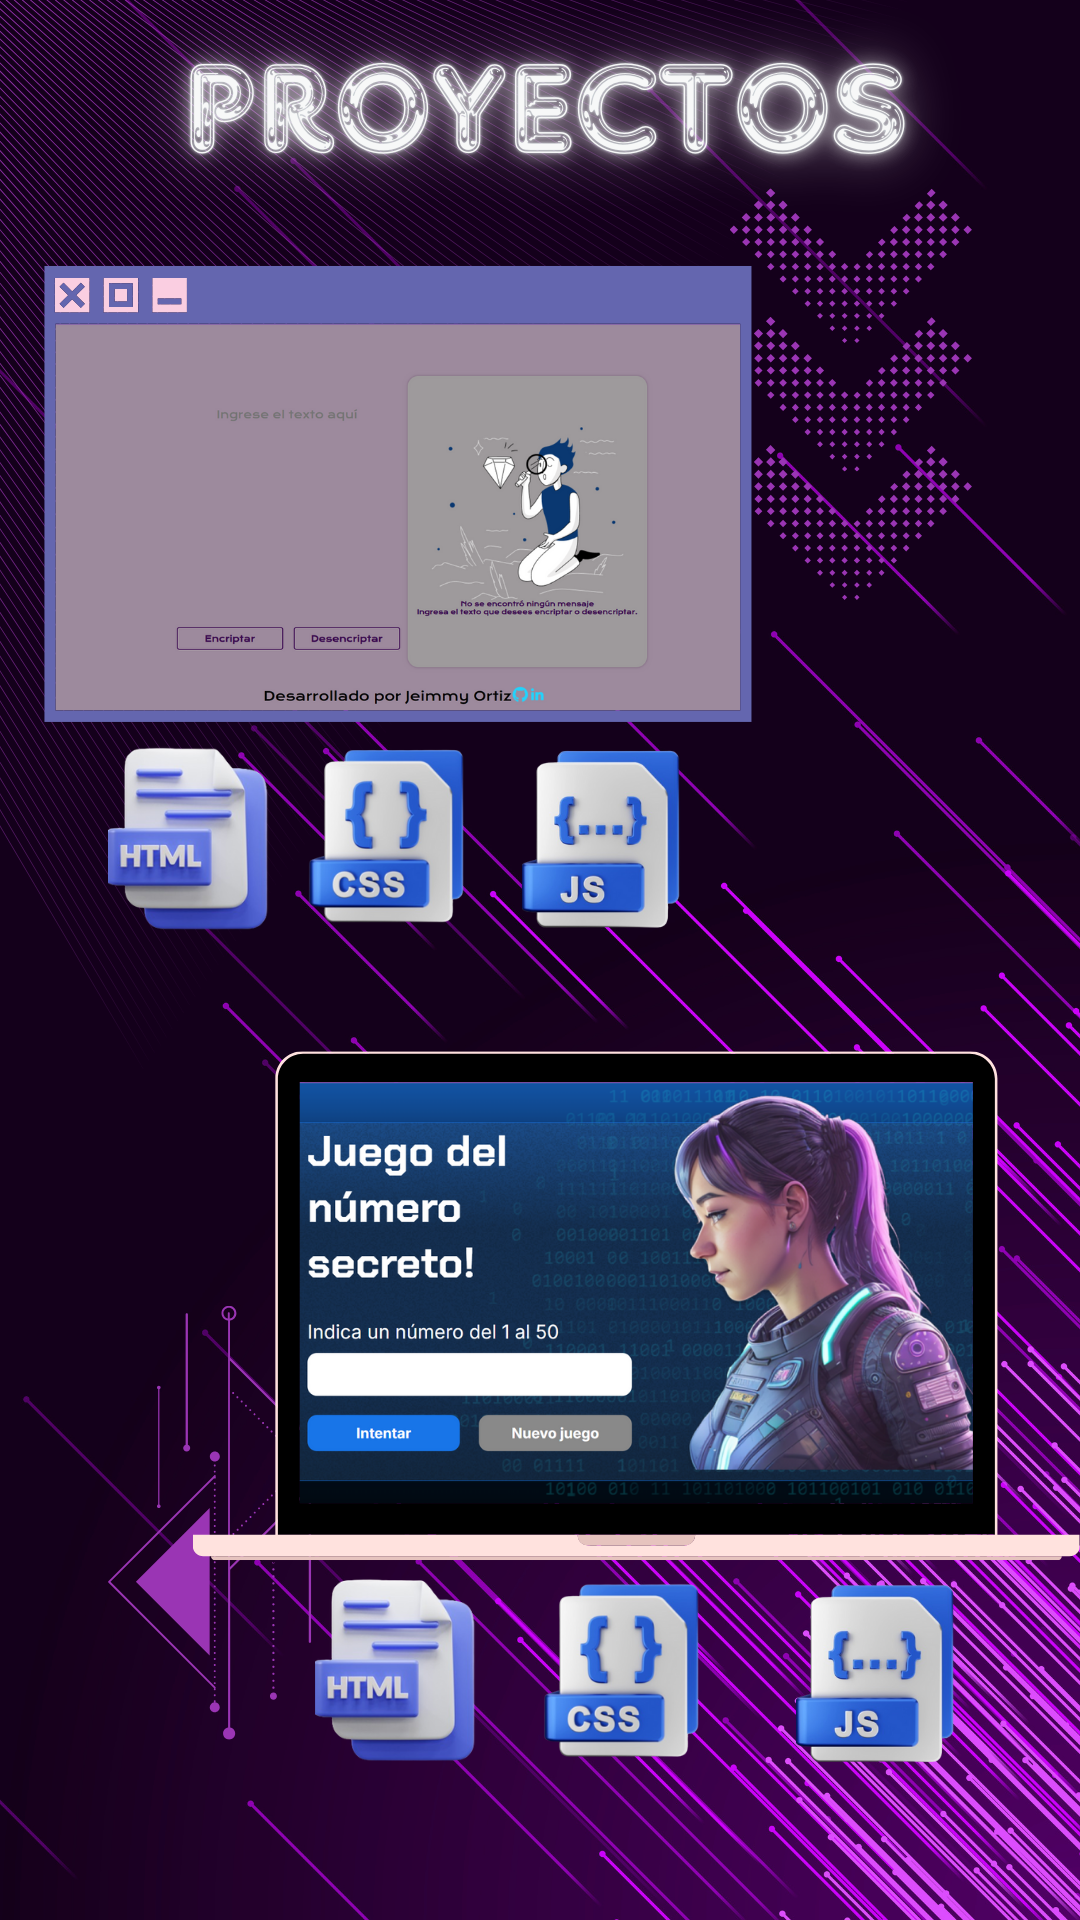 PROYECTOS
Ingrese el texto aquí
No se encontró ningún mensaje
Ingresa el texto que desees encriptar o desencriptar.
Encriptar
Desencriptar
Desarrollado por Jeimmy Ortiz
in
HTML
CSS
JS
Juego del
número
secreto!
Indica un número del 1 al 50
Intentar
Nuevo juego
HTML
CSS
JS